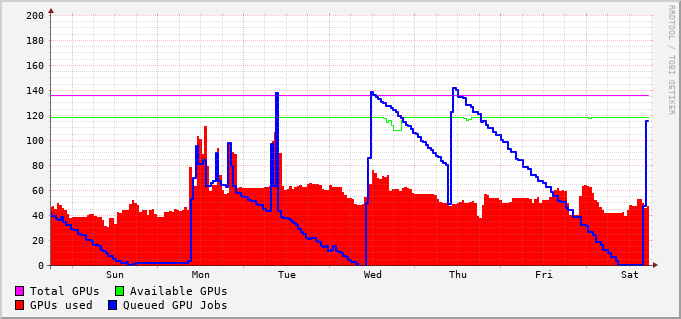 200
180
160
140
120
100
80
60
40
20
0
Sun Mon Tue Wed Thu Fri Sat
RRDTOOL / TOBI OETIKER
Total GPUs Available GPUs
GPUs used Queued GPU Jobs